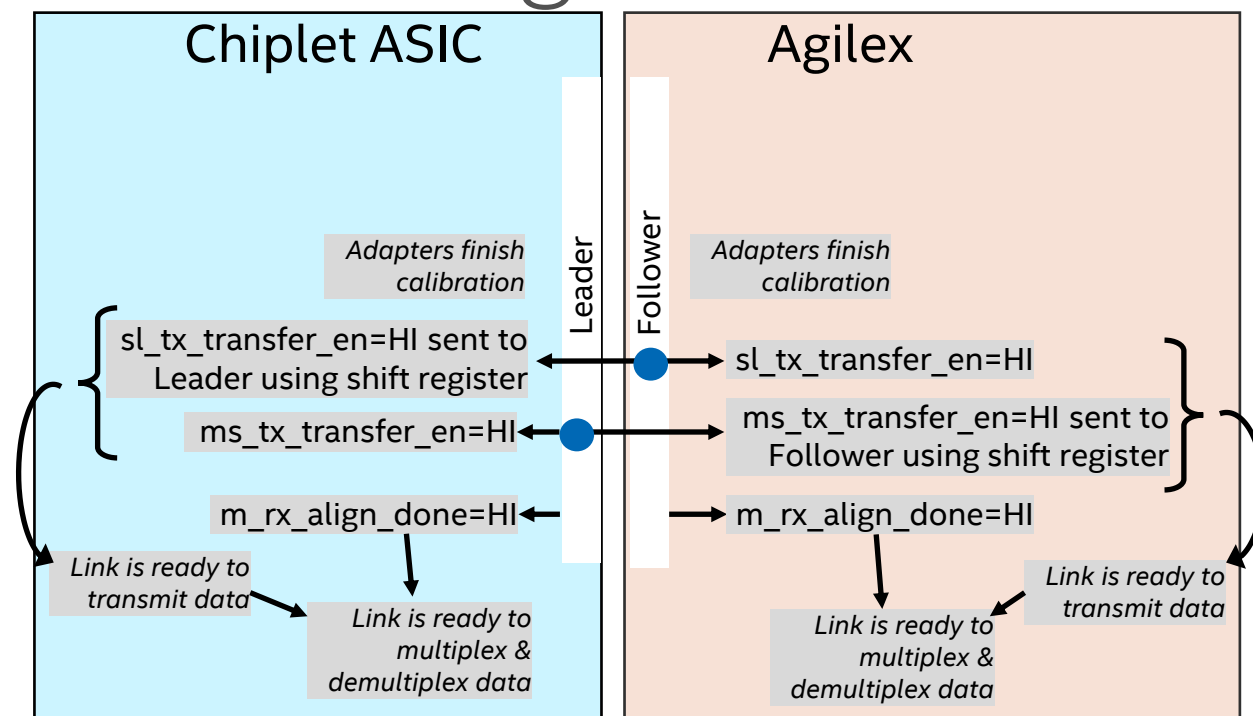 Chiplet ASIC
Agilex
Leader
Follower
Adapters finish
calibration
Adapters finish
calibration
sl_tx_transfer_en=HI sent to
Leader using shift register
sl_tx_transfer_en=HI
ms_tx_transfer_en=HI
ms_tx_transfer_en=HI sent to
Follower using shift register
m_rx_align_done=HI
m_rx_align_done=HI
Link is ready to
transmit data
Link is ready to
multiplex &
demultiplex data
Link is ready to
multiplex &
demultiplex data
Link is ready to
transmit data